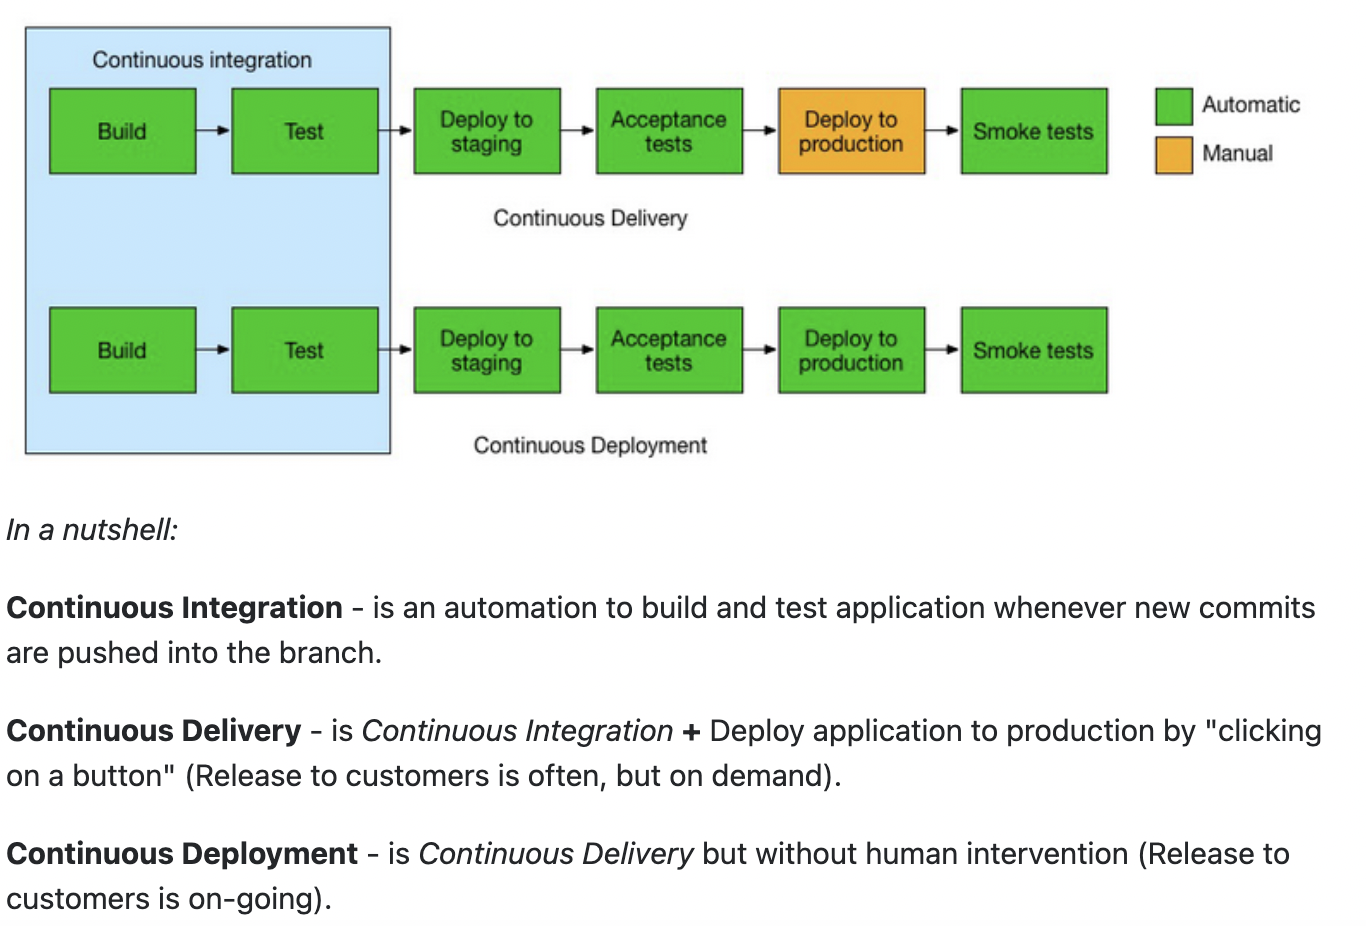 Continuous integration
Build
Test
Deploy to
staging
Acceptance
tests
Deploy to
production
Smoke tests
Automatic
Manual
Continuous Delivery
Build
Test
Deploy to
staging
Acceptance
tests
Deploy to
production
Smoke tests
Continuous Deployment
In a nutshell:
Continuous Integration - is an automation to build and test application whenever new commits
are pushed into the branch.
Continuous Delivery - is Continuous Integration + Deploy application to production by "clicking
on a button" (Release to customers is often, but on demand).
Continuous Deployment - is Continuous Delivery but without human intervention (Release to
customers is on-going).